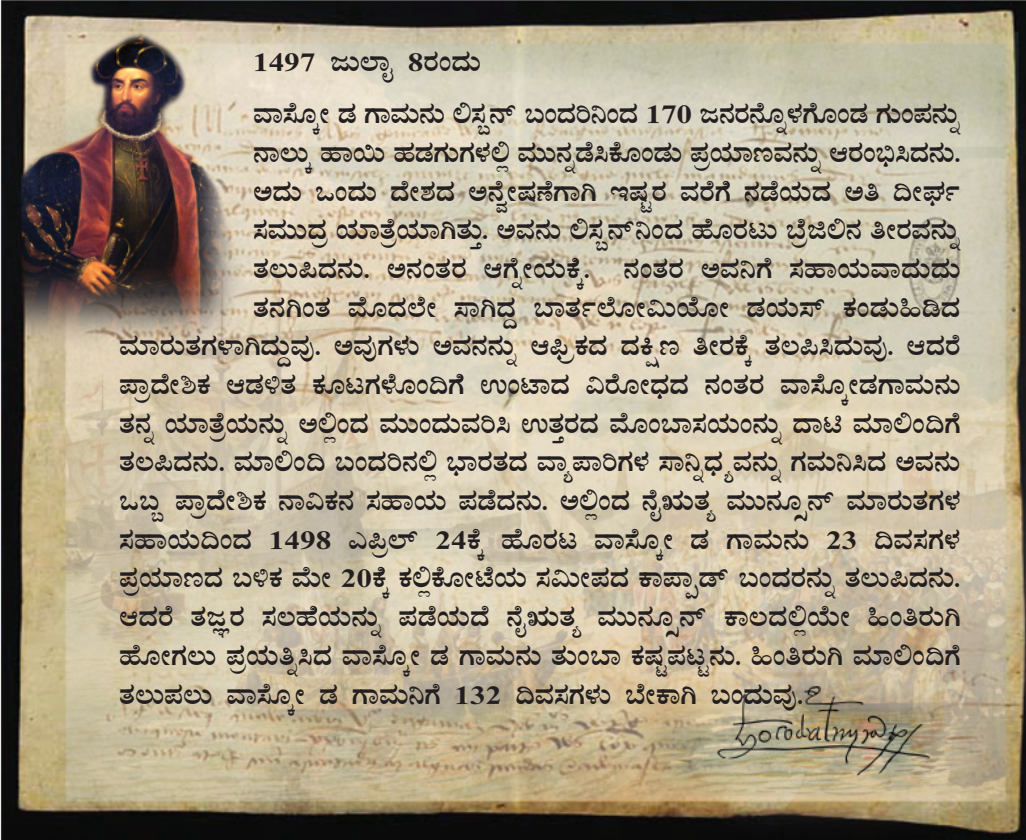 1497 ಜುಲೈ 8ರಂದು
ವಾಸ್ಕೋ ಡ ಗಾಮನು ಲಿಸ್ಬನ್ ಬಂದರಿನಿಂದ 170 ಜನರನ್ನೊಳಗೊಂಡ ಗುಂಪನ್ನು
ನಾಲ್ಕು ಹಾಯಿ ಹಡಗುಗಳಲ್ಲಿ ಮುನ್ನಡೆಸಿಕೊಂಡು ಪ್ರಯಾಣವನ್ನು ಆರಂಭಿಸಿದನು.
ಅದು ಒಂದು ದೇಶದ ಅನ್ವೇಷಣೆಗಾಗಿ ಇಷ್ಟರ ವರೆಗೆ ನಡೆಯದ ಅತಿ ದೀರ್ಘ
ಸಮುದ್ರ ಯಾತ್ರೆಯಾಗಿತ್ತು. ಅವನು ಲಿಸ್ಬನ್‌ನಿಂದ ಹೊರಟು ಬ್ರೆಜಿಲಿನ ತೀರವನ್ನು
ತಲುಪಿದನು. ಅನಂತರ ಆಗ್ನೇಯಕ್ಕೆ. ನಂತರ ಅವನಿಗೆ ಸಹಾಯವಾದುದು
ತನಗಿಂತ ಮೊದಲೇ ಸಾಗಿದ್ದ ಬಾರ್ತಲೋಮಿಯೋ ಡಯಸ್ ಕಂಡುಹಿಡಿದ
ಮಾರುತಗಳಾಗಿದ್ದುವು. ಅವುಗಳು ಅವನನ್ನು ಆಫ್ರಿಕದ ದಕ್ಷಿಣ ತೀರಕ್ಕೆ ತಲಪಿಸಿದುವು. ಆದರೆ
ಪ್ರಾದೇಶಿಕ ಆಡಳಿತ ಕೂಟಗಳೊಂದಿಗೆ ಉಂಟಾದ ವಿರೋಧದ ನಂತರ ವಾಸ್ಕೋಡಗಾಮನು
ತನ್ನ ಯಾತ್ರೆಯನ್ನು ಅಲ್ಲಿಂದ ಮುಂದುವರಿಸಿ ಉತ್ತರದ ಮೊಂಬಾಸಯಂನ್ನು ದಾಟಿ ಮಾಲಿಂದಿಗೆ
ತಲಪಿದನು. ಮಾಲಿಂದಿ ಬಂದರಿನಲ್ಲಿ ಭಾರತದ ವ್ಯಾಪಾರಿಗಳ ಸಾನ್ನಿಧ್ಯವನ್ನು ಗಮನಿಸಿದ ಅವನು
ಒಬ್ಬ ಪ್ರಾದೇಶಿಕ ನಾವಿಕನ ಸಹಾಯ ಪಡೆದನು. ಅಲ್ಲಿಂದ ನೈಋತ್ಯ ಮುನ್ಸೂನ್ ಮಾರುತಗಳ
ಸಹಾಯದಿಂದ 1498 ಎಪ್ರಿಲ್ 24ಕ್ಕೆ ಹೊರಟ ವಾಸ್ಕೋ ಡ ಗಾಮನು 23 ದಿವಸಗಳ
ಪ್ರಯಾಣದ ಬಳಿಕ ಮೇ 20ಕ್ಕೆ ಕಲ್ಲಿಕೋಟೆಯ ಸಮೀಪದ ಕಾಪ್ಪಾಡ್ ಬಂದರನ್ನು ತಲುಪಿದನು.
ಆದರೆ ತಜ್ಞರ ಸಲಹೆಯನ್ನು ಪಡೆಯದೆ ನೈಋತ್ಯ ಮುನ್ಸೂನ್ ಕಾಲದಲ್ಲಿಯೇ ಹಿಂತಿರುಗಿ
ಹೋಗಲು ಪ್ರಯತ್ನಿಸಿದ ವಾಸ್ಕೋ ಡ ಗಾಮನು ತುಂಬಾ ಕಷ್ಟಪಟ್ಟನು. ಹಿಂತಿರುಗಿ ಮಾಲಿಂದಿಗೆ
ತಲುಪಲು ವಾಸ್ಕೋ ಡ ಗಾಮನಿಗೆ 132 ದಿವಸಗಳು ಬೇಕಾಗಿ ಬಂದುವು.